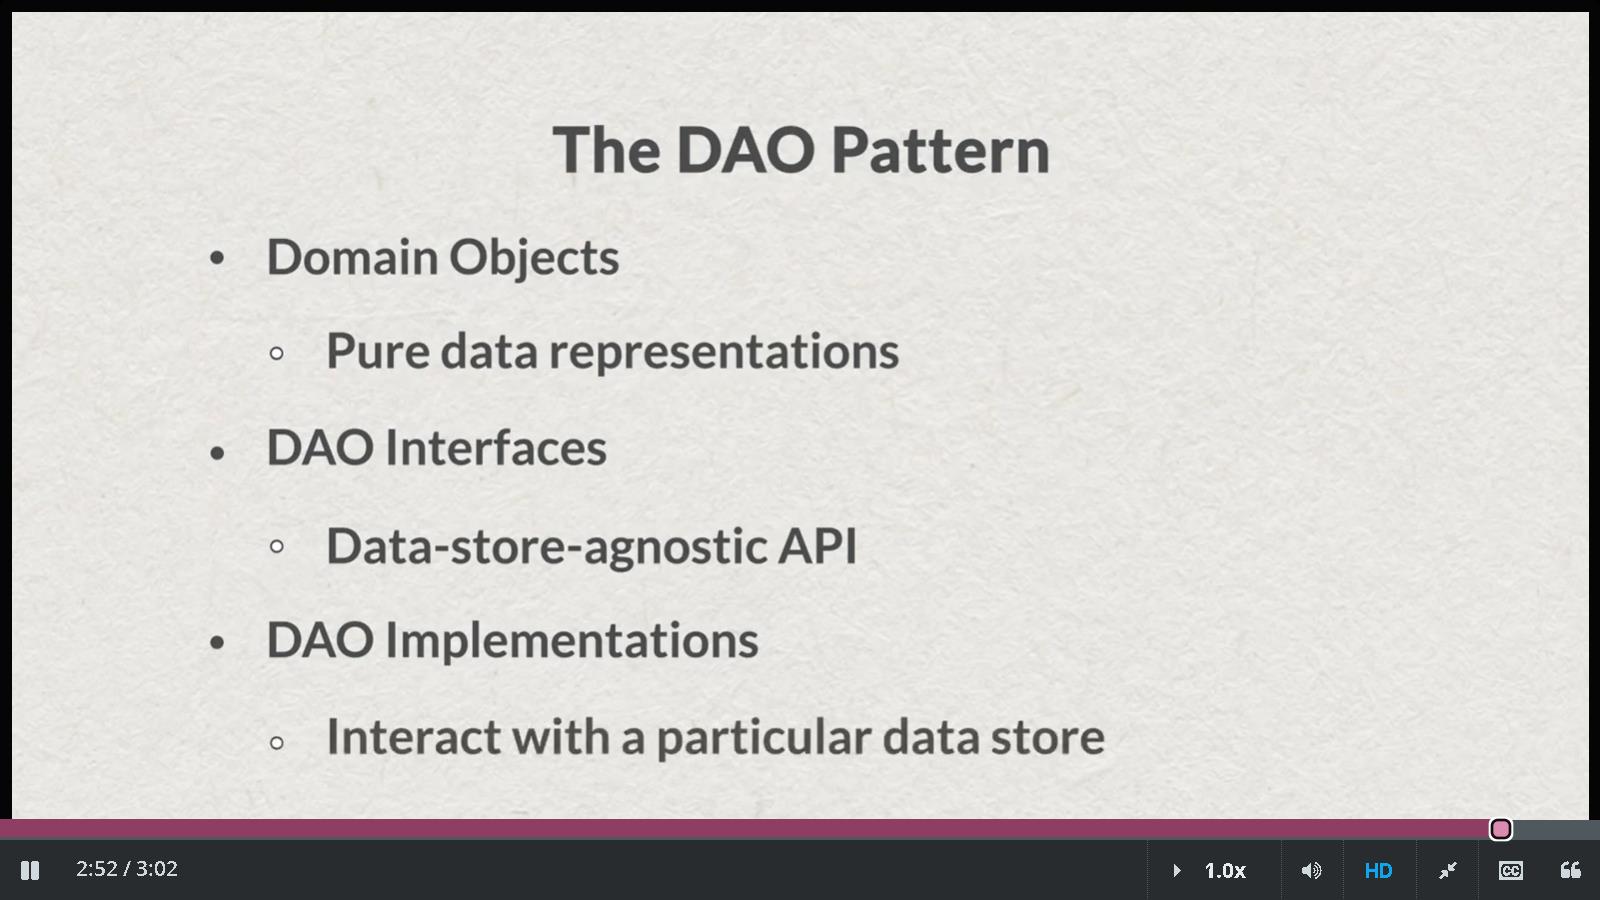 The DAO Pattern
• Domain Objects
○ Pure data representations
• DAO Interfaces
○ Data-store-agnostic API
• DAO Implementations
○ Interact with a particular data store
2:52 / 3:02
1.0x
HD
CC